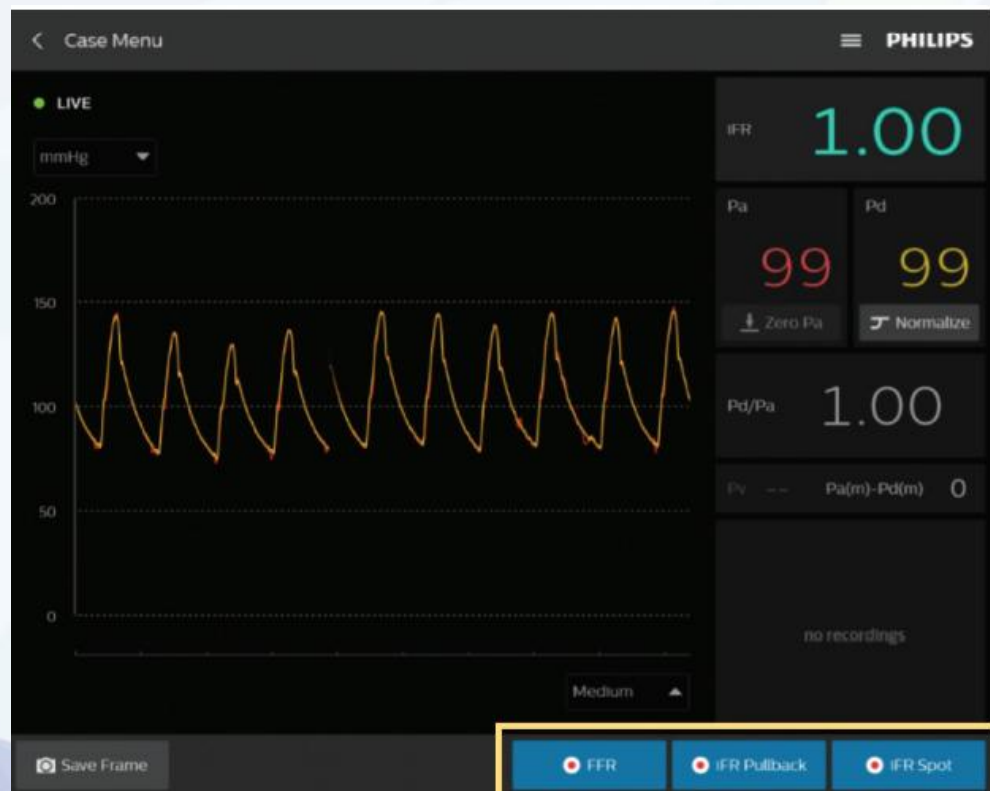 Case Menu
PHILIPS
LIVE
mmHg
200
150
100
50
0
Medium
iFR 1.00
Pa
99
Zero Pa
Pd
99
Normalize
Pd/Pa 1.00
Pv -- Pa(m)-Pd(m) 0
no recordings
Save Frame
FFR
iFR Pullback
iFR Spot